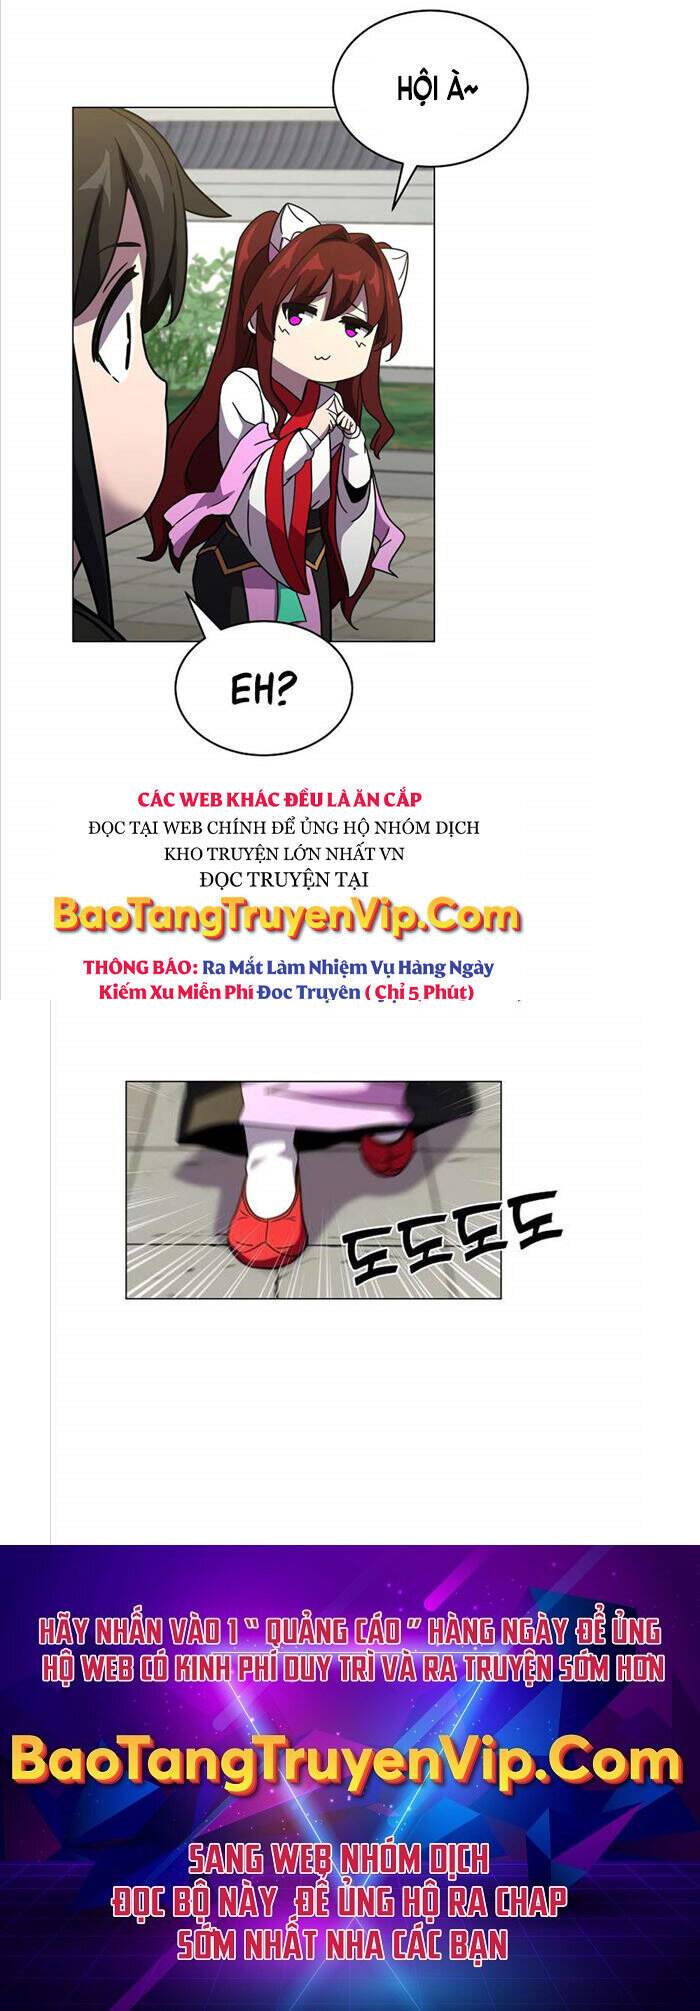 HỘI À~
EH?
CÁC WEB KHÁC ĐỀU LÀ ĂN CẮP
ĐỌC TẠI WEB CHÍNH ĐỂ ỦNG HỘ NHÓM DỊCH
KHO TRUYỆN LỚN NHẤT VN
ĐỌC TRUYỆN TẠI
BaoTangTruyenVip.Com
THÔNG BÁO: Ra Mắt Làm Nhiệm Vụ Hàng Ngày
Kiếm Xu Miễn Phí Đọc Truyện ( Chỉ 5 Phút)
도도도도
HÃY NHẤN VÀO 1 “ QUẢNG CÁO ” HÀNG NGÀY ĐỂ ỦNG
HỘ WEB CÓ KINH PHÍ DUY TRÌ VÀ RA TRUYỆN SỚM HƠN
BaoTangTruyenVip.Com
SANG WEB NHÓM DỊCH
ĐỌC BỘ NÀY ĐỂ ỦNG HỘ RA CHAP
SỚM NHẤT NHA CÁC BẠN